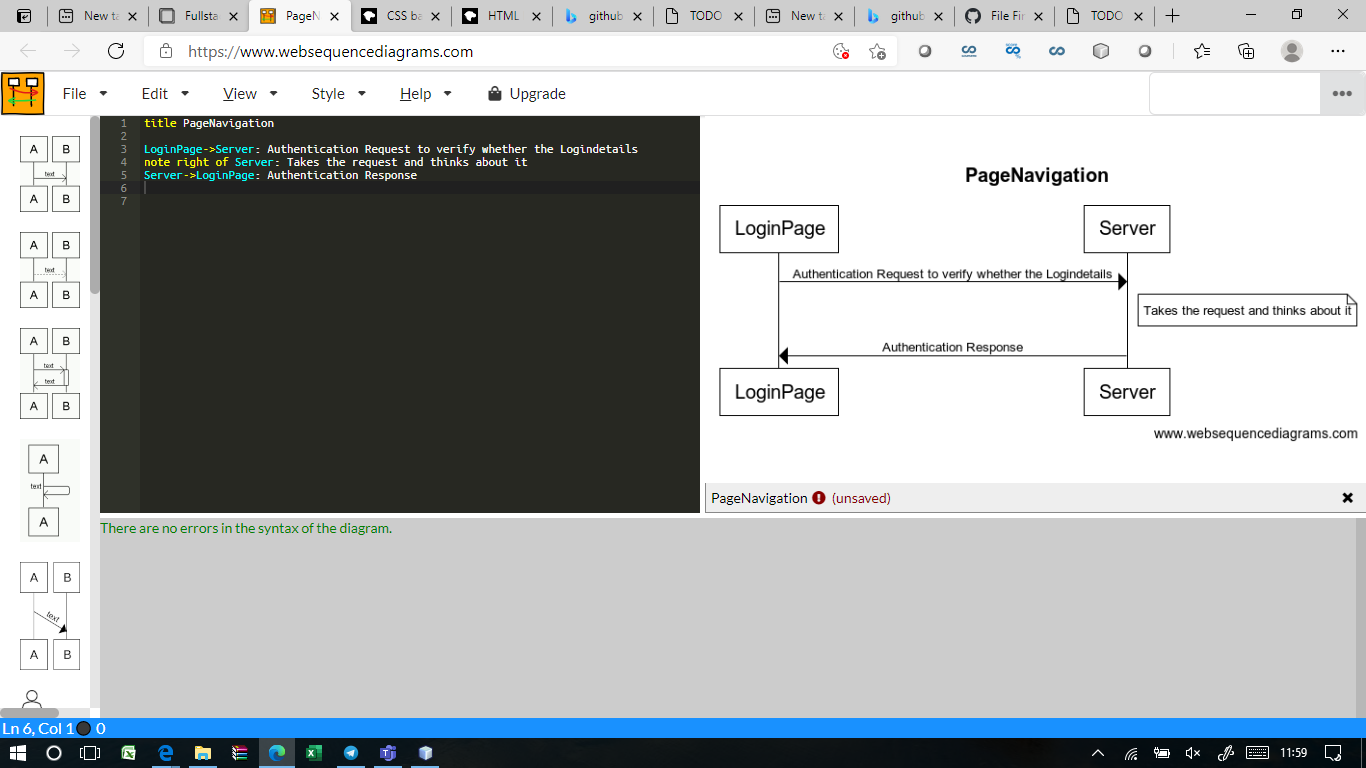 New ta
Fullsta
PageN
CSS ba
HTML
github
TODO
New ta
github
File Fir
TODO
https://www.websequencediagrams.com
File Edit View Style Help Upgrade
A B
text
A B
A B
text
A B
A B
text
text
A B
A
text
A
A B
text
A B
1 title PageNavigation
2
3 LoginPage->Server: Authentication Request to verify whether the Logindetails
4 note right of Server: Takes the request and thinks about it
5 Server->LoginPage: Authentication Response
6
7
PageNavigation
LoginPage Server
Authentication Request to verify whether the Logindetails
Takes the request and thinks about it
Authentication Response
LoginPage Server
www.websequencediagrams.com
PageNavigation (unsaved)
There are no errors in the syntax of the diagram.
Ln 6, Col 1 0
11:59